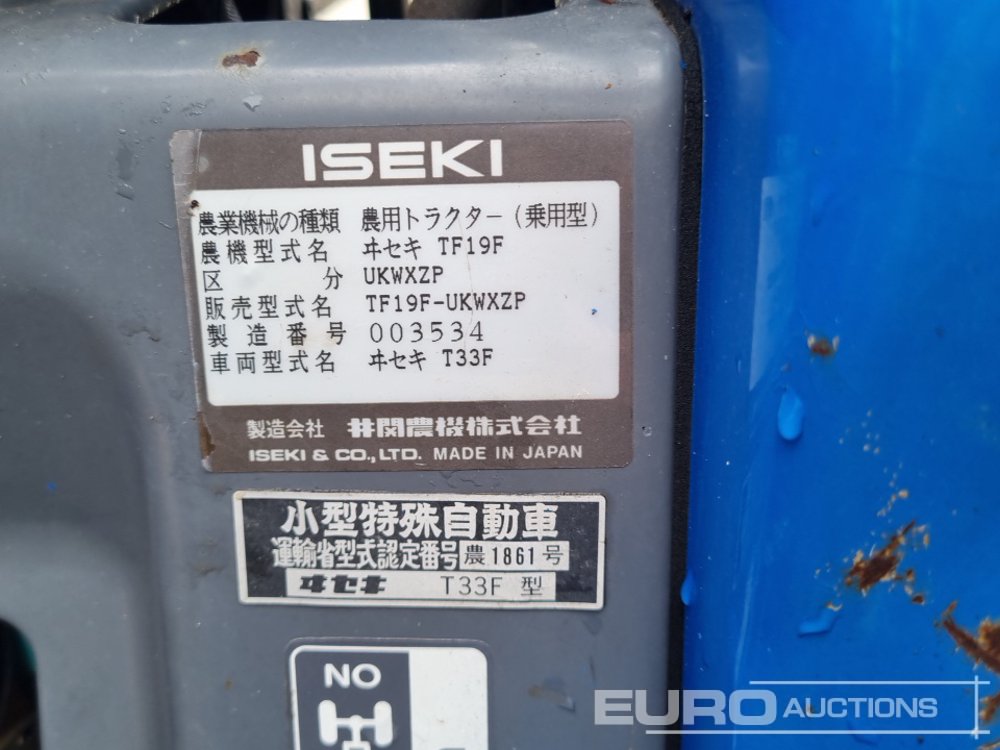 ISEKI
農業機械の種類 農用トラクター(乗用型)
農機型式名 ヰセキ TF19F
区分 UKWXZP
販売型式名 TF19F-UKWXZP
製造番号 003534
車両型式名 ヰセキ T33F
製造会社 井関農機株式会社
ISEKI & CO.,LTD. MADE IN JAPAN
小型特殊自動車
運輸省型式認定番号 農1861号
ヰセキ T33F 型
NO
EURO AUCTIONS